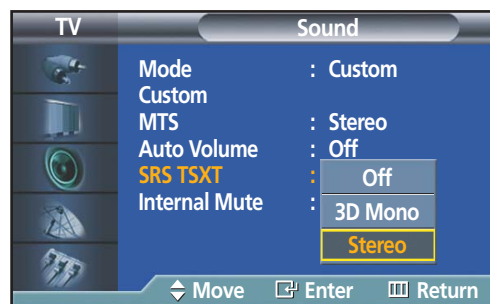 TV Sound
Mode : Custom
Custom
MTS : Stereo
Auto Volume : Off
SRS TSXT : Off
Internal Mute : 3D Mono
Stereo
Move Enter Return